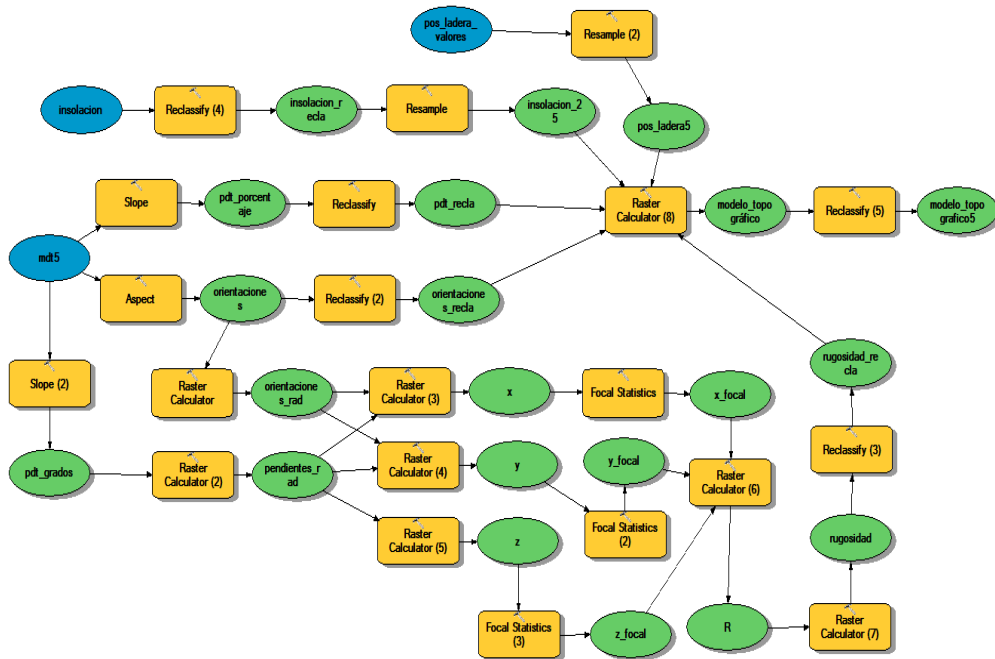 pos_ladera_
valores
Resample (2)
insolacion
Reclassify (4)
insolacion_r
ecla
Resample
insolacion_2
5
pos_ladera5
Slope
pdt_porcent
aje
Reclassify
pdt_recla
Raster
Calculator (8)
modelo_topo
gráfico
Reclassify (5)
modelo_topo
grafico5
mdt5
Aspect
orientacione
s
Reclassify (2)
orientacione
s_recla
Slope (2)
Raster
Calculator
orientacione
s_rad
Raster
Calculator (3)
x
Focal Statistics
x_focal
rugosidad_re
cla
pdt_grados
Raster
Calculator (2)
pendientes_r
ad
Raster
Calculator (4)
y
y_focal
Raster
Calculator (6)
Reclassify (3)
Raster
Calculator (5)
z
Focal Statistics
(2)
rugosidad
Focal Statistics
(3)
z_focal
R
Raster
Calculator (7)